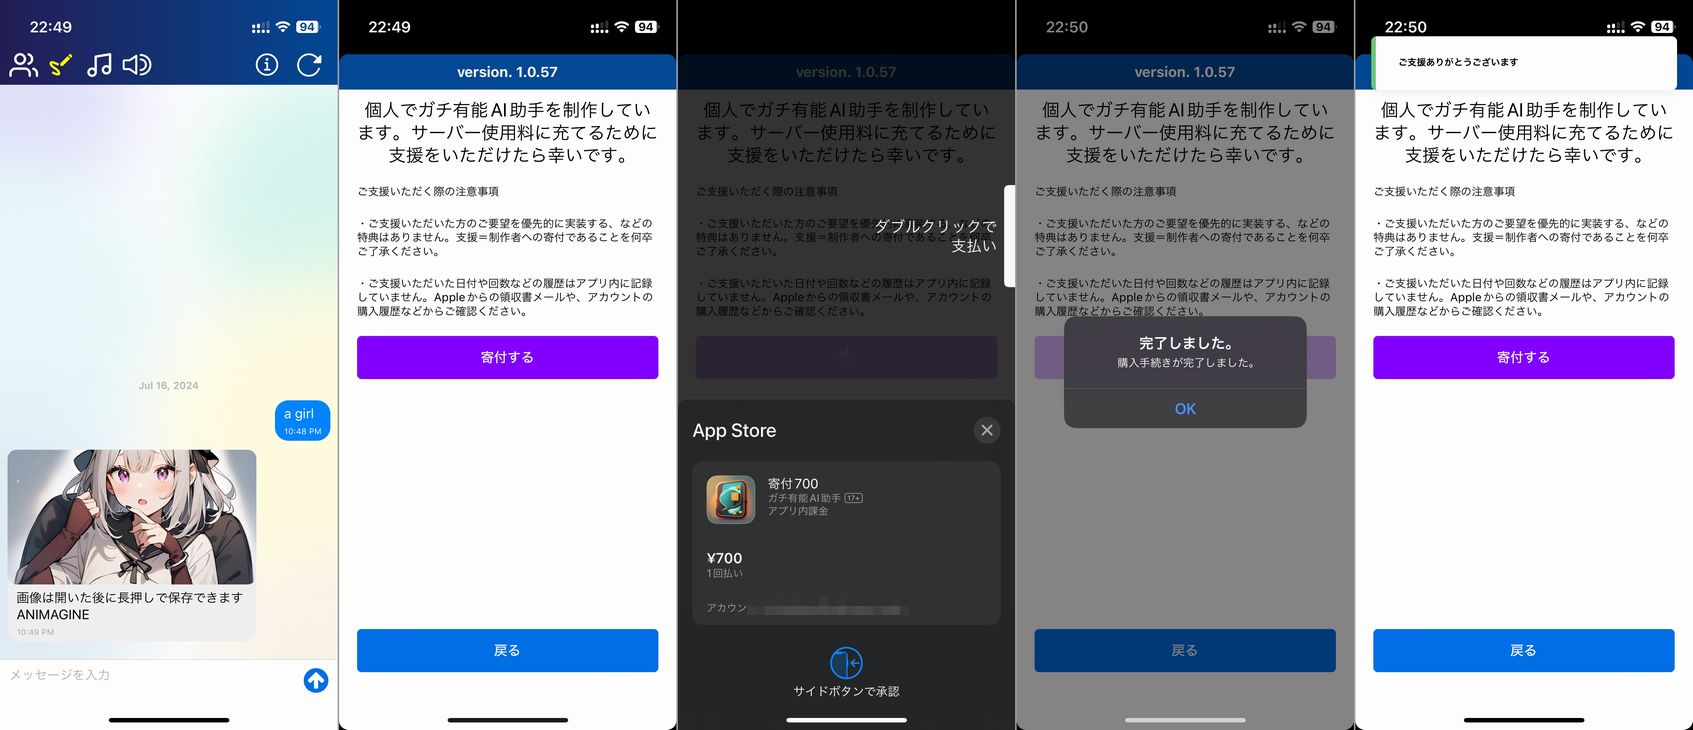 22:49
94
Jul 16, 2024
a girl
10:48 PM
画像は開いた後に長押しで保存できます
ANIMAGINE
10:49 PM
メッセージを入力
22:49
94
version. 1.0.57
個人でガチ有能AI助手を制作してい
ます。サーバー使用料に充てるために
支援をいただけたら幸いです。
ご支援いただく際の注意事項
・ご支援いただいた方のご要望を優先的に実装する、などの
特典はありません。支援＝制作者への寄付であることを何卒
ご了承ください。
・ご支援いただいた日付や回数などの履歴はアプリ内に記録
していません。Appleからの領収書メールや、アカウントの
購入履歴などからご確認ください。
寄付する
戻る
version. 1.0.57
個人でガチ有能AI助手を制作してい
ます。サーバー使用料に充てるために
支援をいただけたら幸いです。
ご支援いただく際の注意事項
ダブルクリックで
支払い
・ご支援いただいた方のご要望を優先的に実装する、などの
特典はありません。支援＝制作者への寄付であることを何卒
ご了承ください。
・ご支援いただいた日付や回数などの履歴はアプリ内に記録
していません。Appleからの領収書メールや、アカウントの
購入履歴などからご確認ください。
App Store
寄付700
ガチ有能AI助手 17+
アプリ内課金
¥700
1回払い
アカウン
サイドボタンで承認
22:50
94
version. 1.0.57
個人でガチ有能AI助手を制作してい
ます。サーバー使用料に充てるために
支援をいただけたら幸いです。
ご支援いただく際の注意事項
・ご支援いただいた方のご要望を優先的に実装する、などの
特典はありません。支援＝制作者への寄付であることを何卒
ご了承ください。
・ご支援いただいた日付や回数などの履歴はアプリ内に記録
していません。Appleからの領収書メールや、アカウントの
購入履歴などからご確認ください。
完了しました。
購入手続きが完了しました。
OK
戻る
22:50
94
ご支援ありがとうございます
個人でガチ有能AI助手を制作してい
ます。サーバー使用料に充てるために
支援をいただけたら幸いです。
ご支援いただく際の注意事項
・ご支援いただいた方のご要望を優先的に実装する、などの
特典はありません。支援＝制作者への寄付であることを何卒
ご了承ください。
・ご支援いただいた日付や回数などの履歴はアプリ内に記録
していません。Appleからの領収書メールや、アカウントの
購入履歴などからご確認ください。
寄付する
戻る